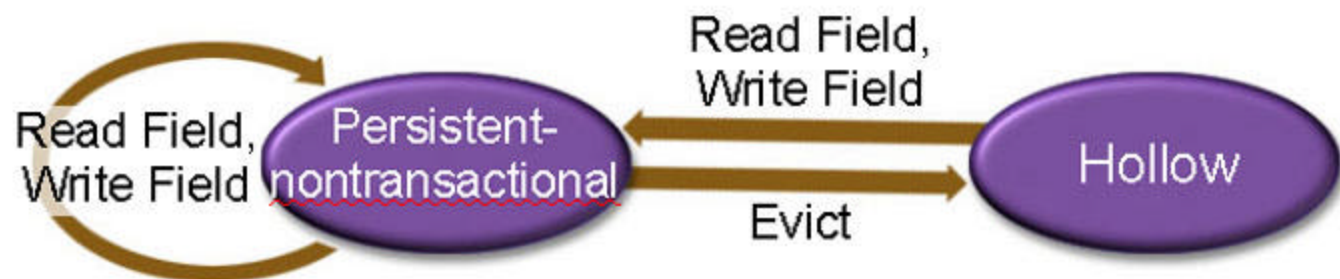 Read Field,
Write Field
Persistent-
nontransactional
Read Field,
Write Field
Evict
Hollow